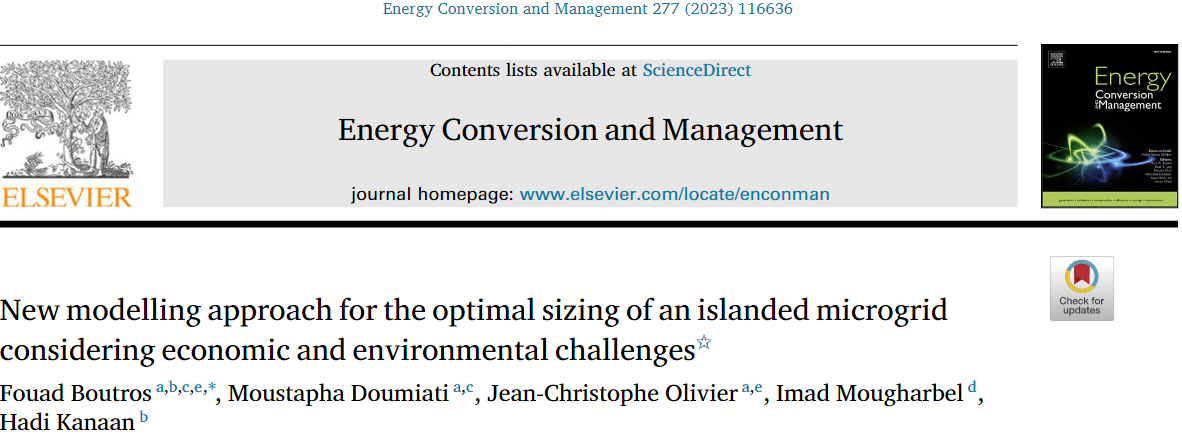 Energy Conversion and Management 277 (2023) 116636
Contents lists available at ScienceDirect
Energy Conversion and Management
journal homepage: www.elsevier.com/locate/enconman
ELSEVIER
Energy
Conversion
and Management
Check for
updates
New modelling approach for the optimal sizing of an islanded microgrid
considering economic and environmental challenges☆
Fouad Boutros a,b,c,e,*, Moustapha Doumiati a,c, Jean-Christophe Olivier a,e, Imad Mougharbel d,
Hadi Kanaan b